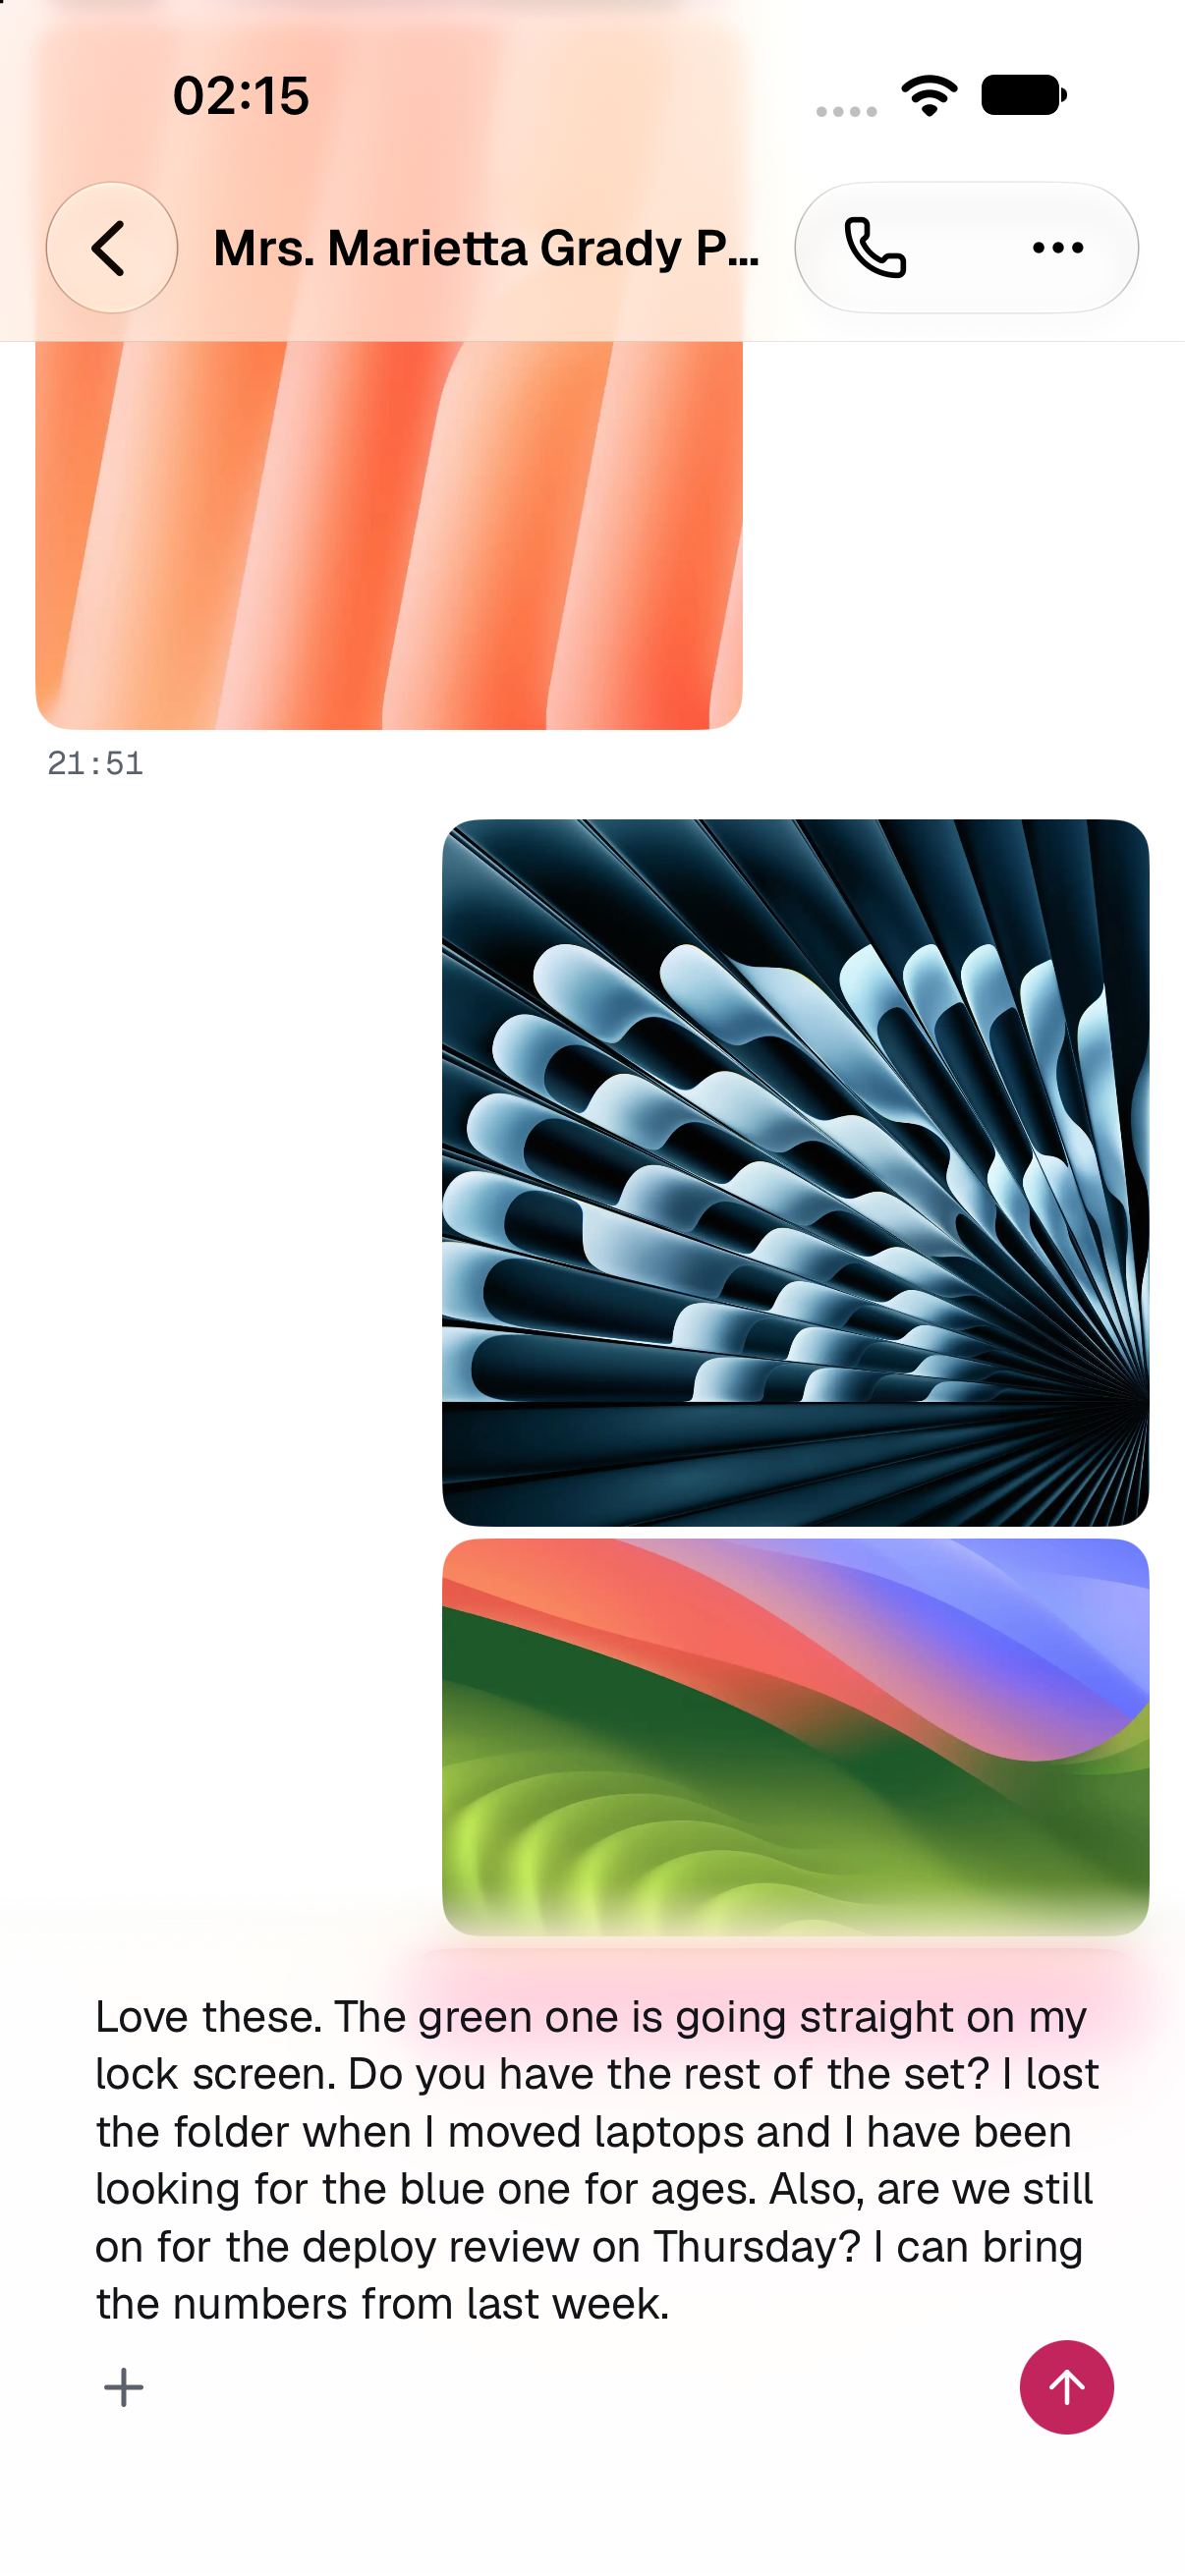 02:15
Mrs. Marietta Grady P...
21:51
Love these. The green one is going straight on my
lock screen. Do you have the rest of the set? I lost
the folder when I moved laptops and I have been
looking for the blue one for ages. Also, are we still
on for the deploy review on Thursday? I can bring
the numbers from last week.